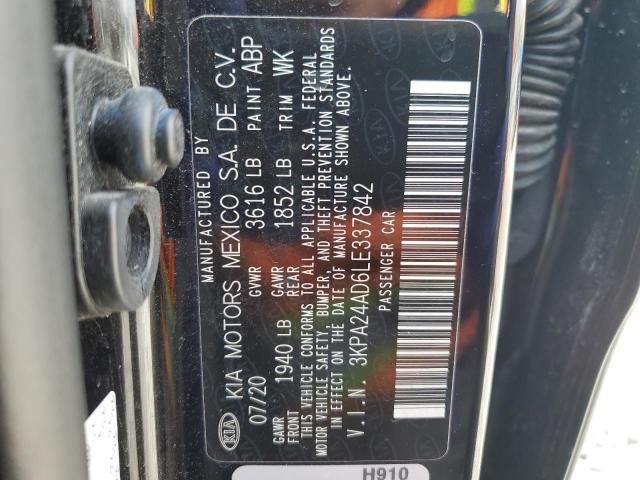 MANUFACTURED BY
KIA KIA MOTORS MEXICO S.A. DE C.V.
07/20 GVWR 3616 LB PAINT ABP
GAWR FRONT 1940 LB GAWR REAR 1852 LB TRIM WK
THIS VEHICLE CONFORMS TO ALL APPLICABLE U.S.A. FEDERAL
MOTOR VEHICLE SAFETY, BUMPER, AND THEFT PREVENTION STANDARDS
IN EFFECT ON THE DATE OF MANUFACTURE SHOWN ABOVE.
V.I.N. 3KPA24AD6LE337842
PASSENGER CAR
H910